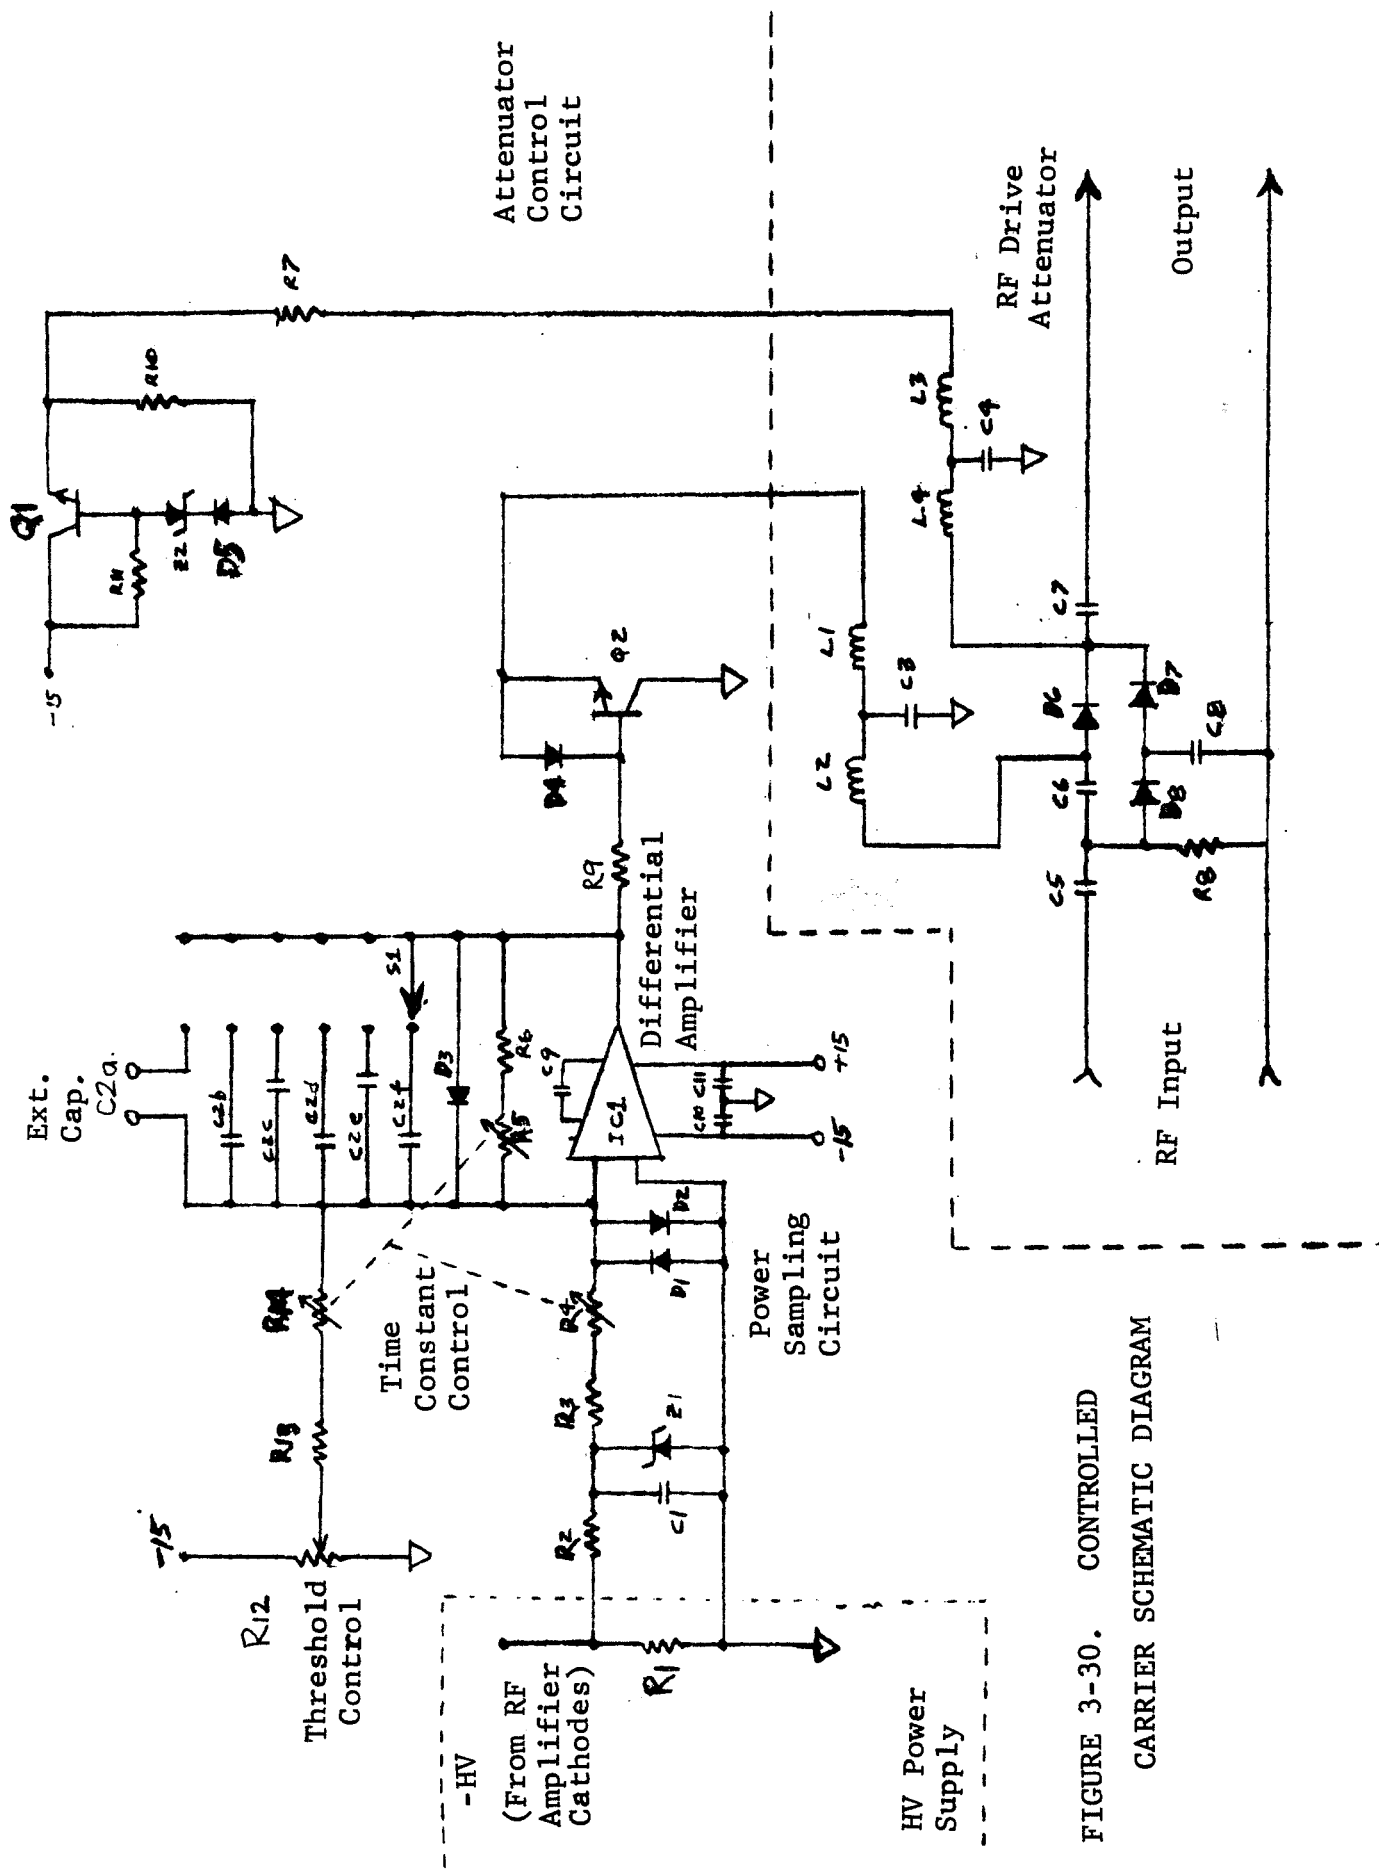 Attenuator
Control
Circuit
Q1
-15
R11
Z2
D5
R10
R7
Ext.
Cap.
C2a.
C2b
C2c
C2d
C2e
C2f
S1
D3
R6
R5
C9
IC1
Differential
Amplifier
R9
D4
Q2
C10
C11
-15
+15
-15
R12
Threshold
Control
R13
Time
Constant
Control
R4
R3
R2
C1
Z1
D1
D2
Power
Sampling
Circuit
-HV
(From RF
Amplifier
Cathodes)
R1
HV Power
Supply
L1
L2
C3
L3
L4
C4
RF Drive
Attenuator
RF Input
Output
C5
C6
C7
D6
D7
D8
C8
R8
FIGURE 3-30. CONTROLLED
CARRIER SCHEMATIC DIAGRAM